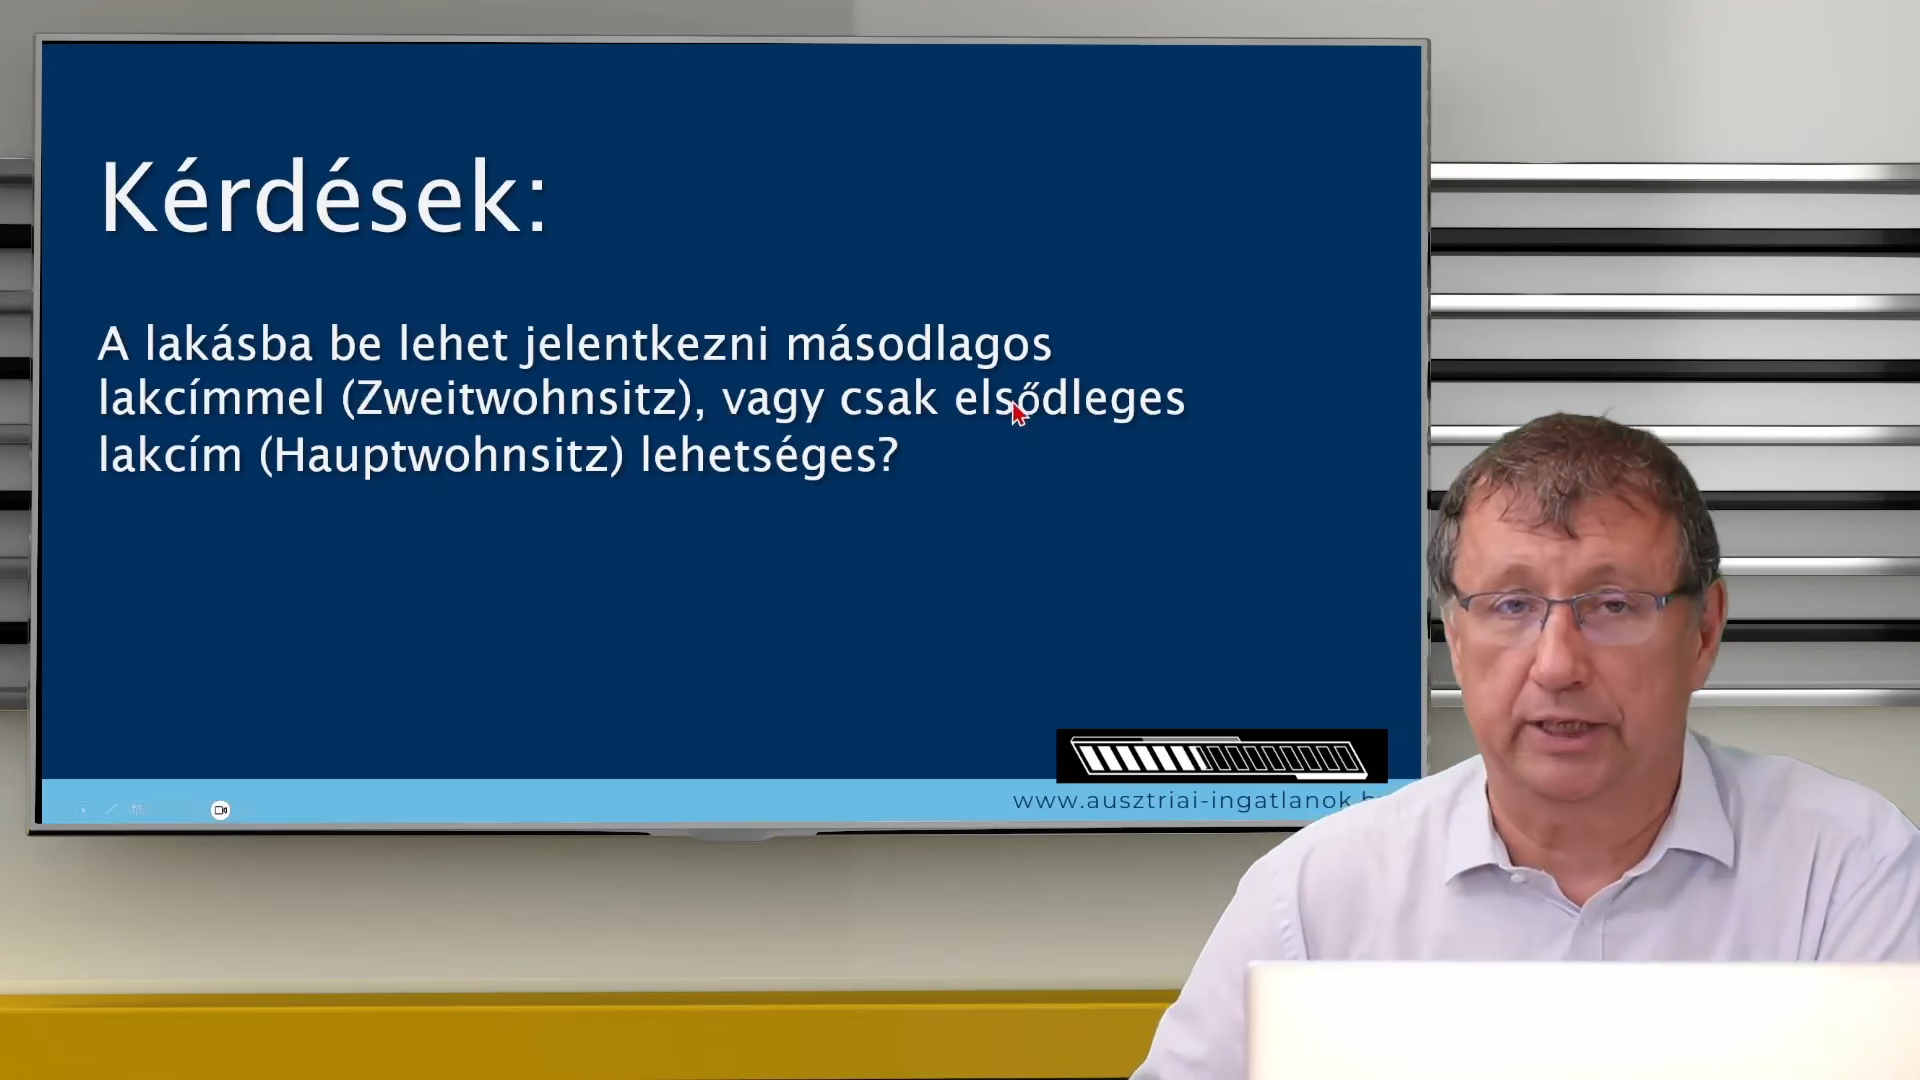 Kérdések:
A lakásba be lehet jelentkezni másodlagos
lakcímmel (Zweitwohnsitz), vagy csak elsődleges
lakcím (Hauptwohnsitz) lehetséges?
www.ausztriai-ingatlanok.h